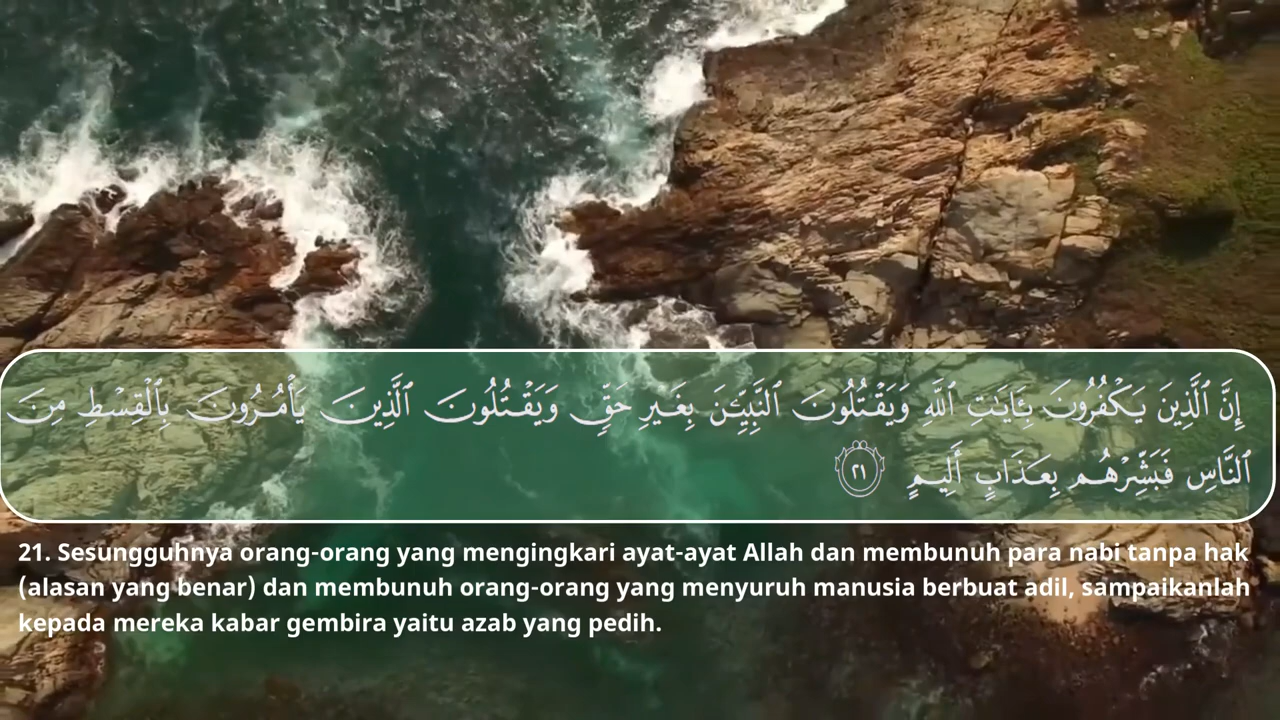 إِنَّ ٱلَّذِينَ يَكْفُرُونَ بِـَٔايَٰتِ ٱللَّهِ وَيَقْتُلُونَ ٱلنَّبِيِّـۧنَ بِغَيْرِ حَقٍّ وَيَقْتُلُونَ ٱلَّذِينَ يَأْمُرُونَ بِٱلْقِسْطِ مِنَ
ٱلنَّاسِ فَبَشِّرْهُم بِعَذَابٍ أَلِيمٍ ٢١
21. Sesungguhnya orang-orang yang mengingkari ayat-ayat Allah dan membunuh para nabi tanpa hak
(alasan yang benar) dan membunuh orang-orang yang menyuruh manusia berbuat adil, sampaikanlah
kepada mereka kabar gembira yaitu azab yang pedih.